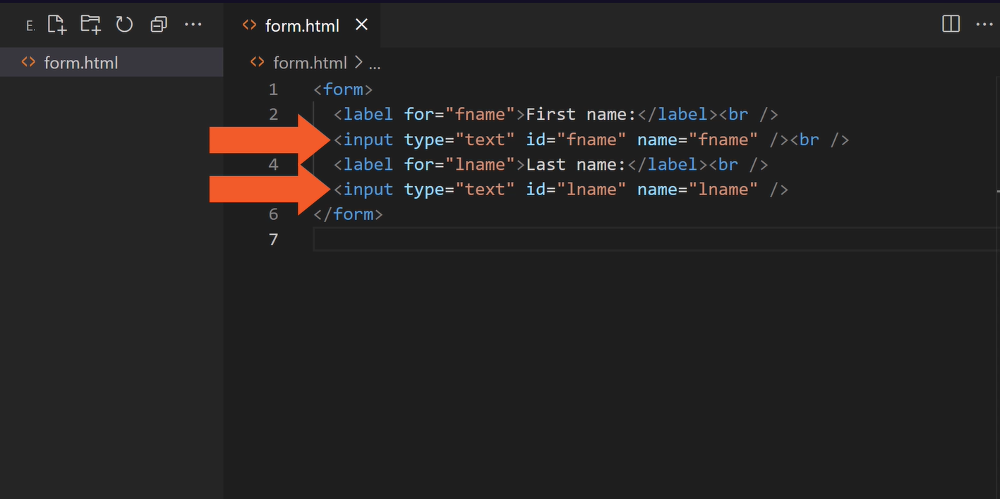 E.
form.html
form.html
form.html > ...
1 <form>
2 <label for="fname">First name:</label><br />
<input type="text" id="fname" name="fname" /><br />
4 <label for="lname">Last name:</label><br />
<input type="text" id="lname" name="lname" />
6 </form>
7